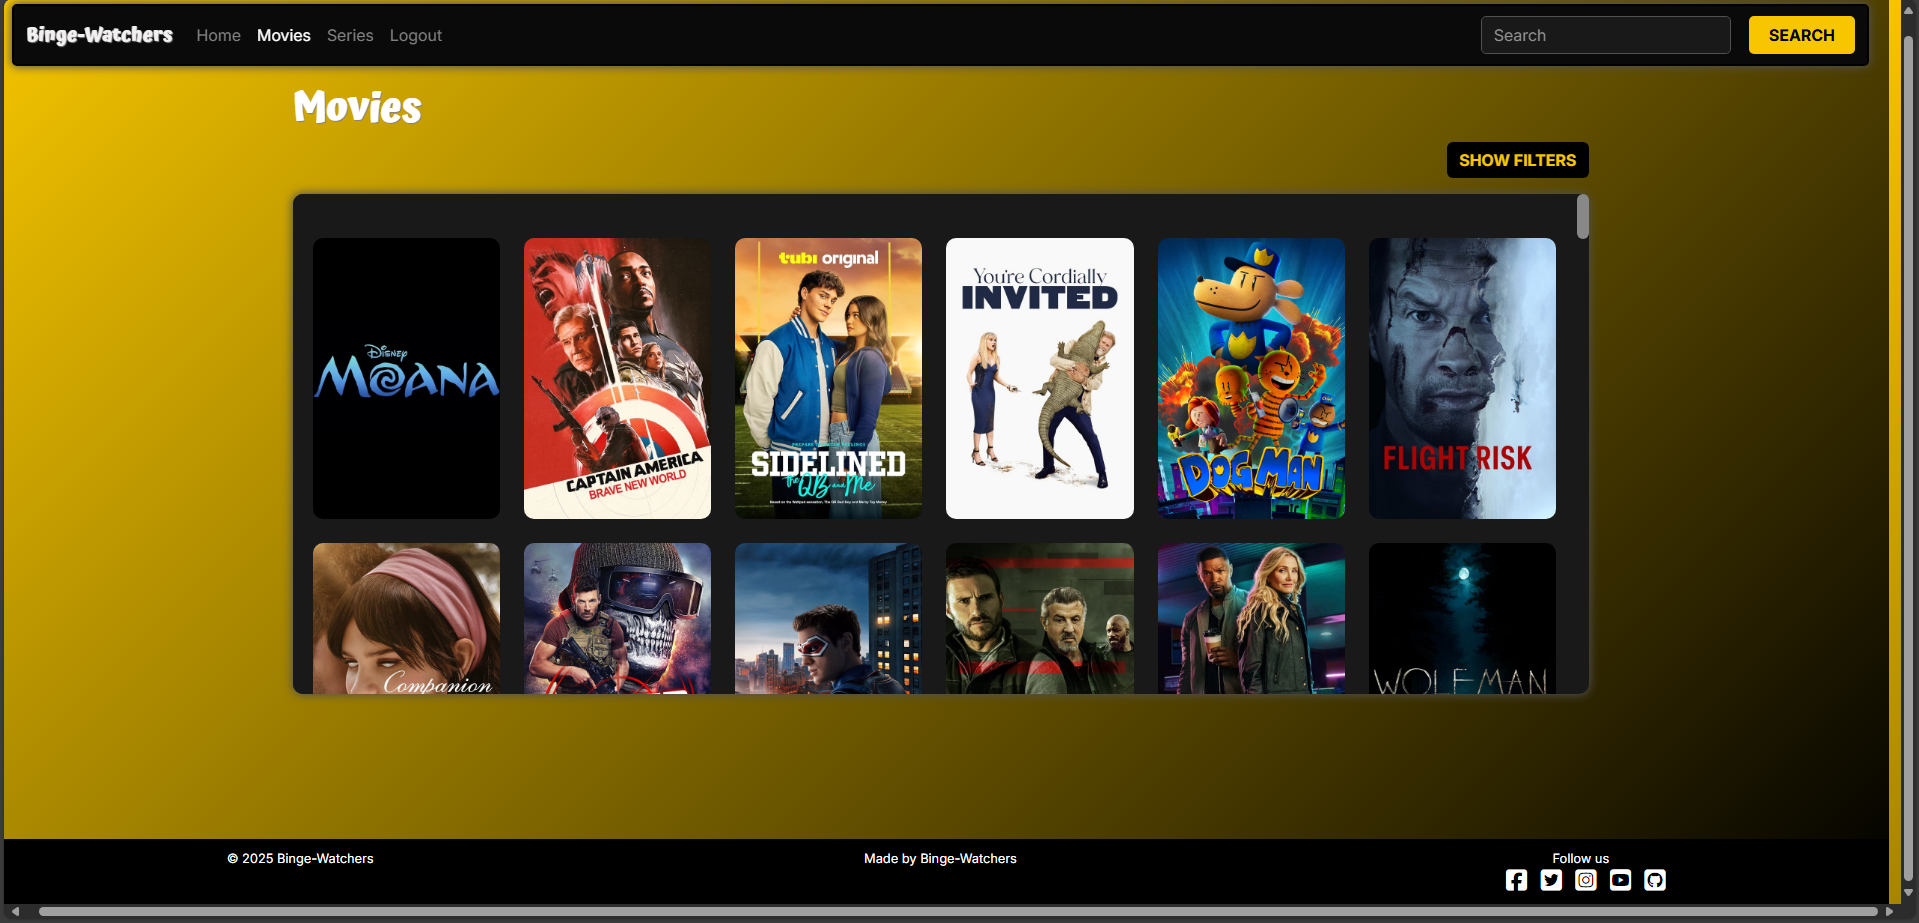 Binge-Watchers Home Movies Series Logout Search SEARCH
Movies
SHOW FILTERS
DISNEY
MOANA
CAPTAIN AMERICA
BRAVE NEW WORLD
tubi original
SIDELINED
The QB and Me
You're Cordially
INVITED
DOG MAN
FLIGHT RISK
Companion
WOLF MAN
© 2025 Binge-Watchers
Made by Binge-Watchers
Follow us